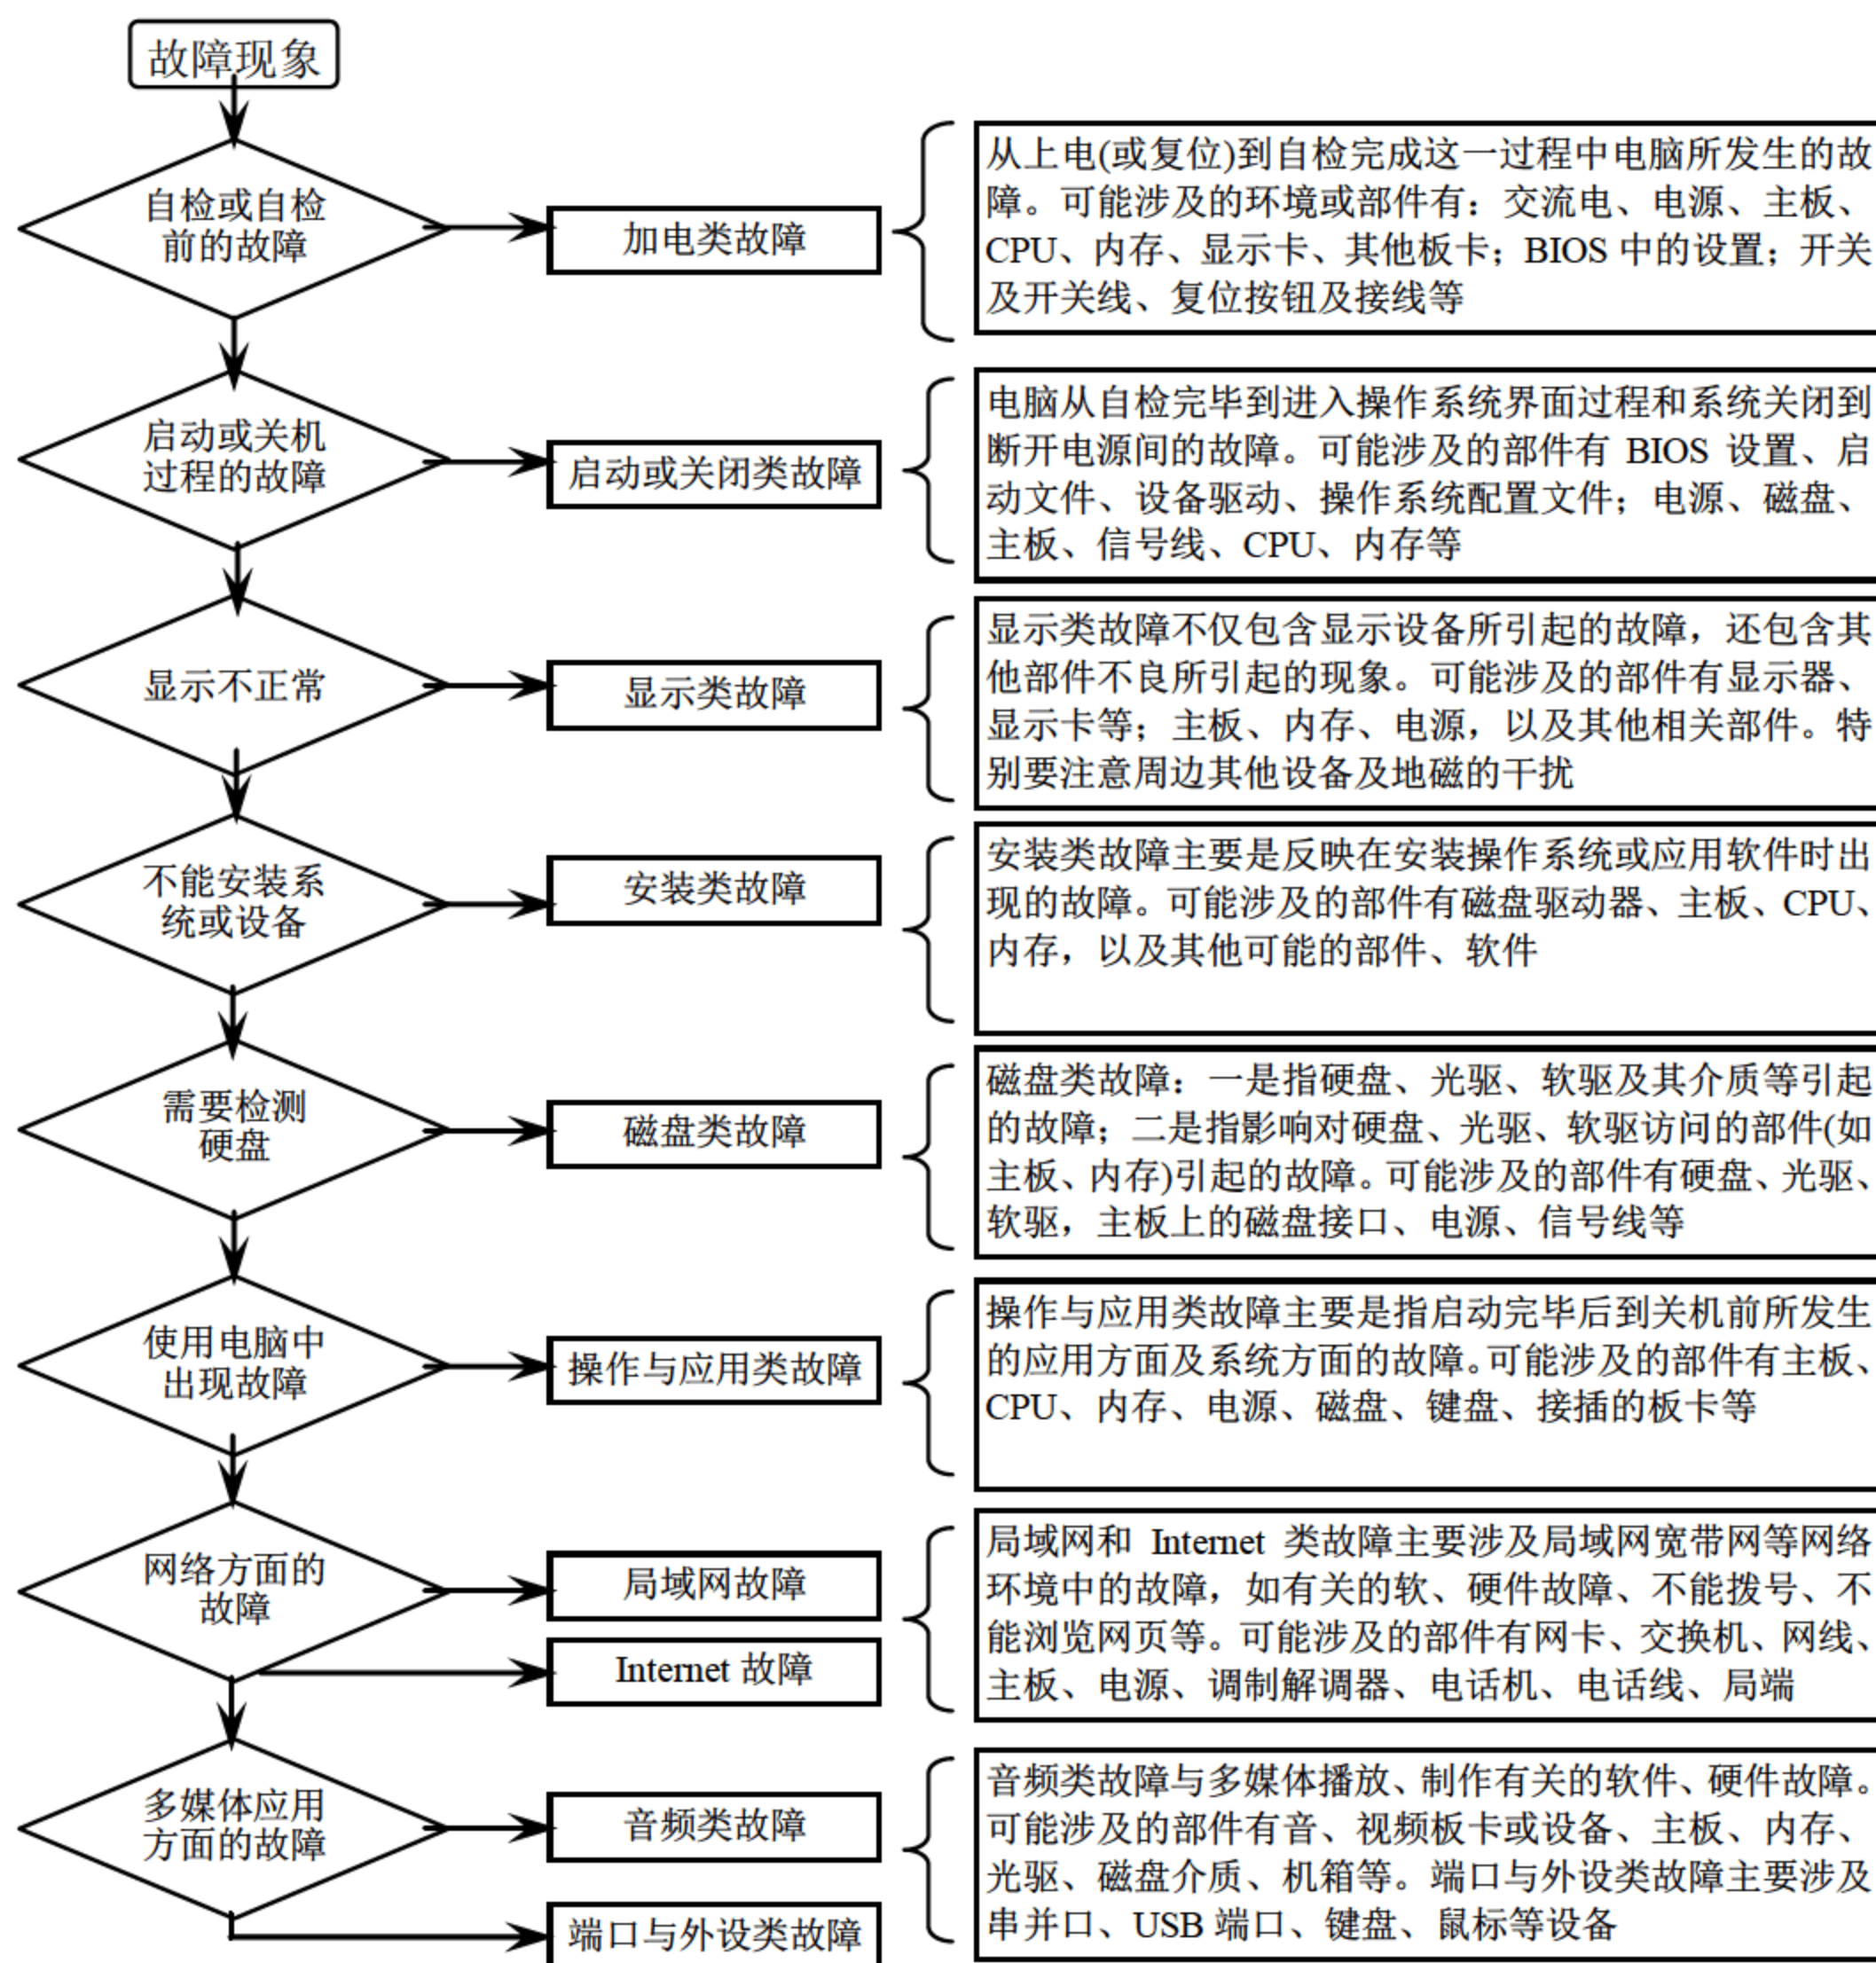 故障现象
自检或自检
前的故障
加电类故障
从上电(或复位)到自检完成这一过程中电脑所发生的故
障。可能涉及的环境或部件有：交流电、电源、主板、
CPU、内存、显示卡、其他板卡；BIOS 中的设置；开关
及开关线、复位按钮及接线等
启动或关机
过程的故障
启动或关闭类故障
电脑从自检完毕到进入操作系统界面过程和系统关闭到
断开电源间的故障。可能涉及的部件有 BIOS 设置、启
动文件、设备驱动、操作系统配置文件；电源、磁盘、
主板、信号线、CPU、内存等
显示不正常
显示类故障
显示类故障不仅包含显示设备所引起的故障，还包含其
他部件不良所引起的现象。可能涉及的部件有显示器、
显示卡等；主板、内存、电源，以及其他相关部件。特
别要注意周边其他设备及地磁的干扰
不能安装系
统或设备
安装类故障
安装类故障主要是反映在安装操作系统或应用软件时出
现的故障。可能涉及的部件有磁盘驱动器、主板、CPU、
内存，以及其他可能的部件、软件
需要检测
硬盘
磁盘类故障
磁盘类故障：一是指硬盘、光驱、软驱及其介质等引起
的故障；二是指影响对硬盘、光驱、软驱访问的部件(如
主板、内存)引起的故障。可能涉及的部件有硬盘、光驱、
软驱，主板上的磁盘接口、电源、信号线等
使用电脑中
出现故障
操作与应用类故障
操作与应用类故障主要是指启动完毕后到关机前所发生
的应用方面及系统方面的故障。可能涉及的部件有主板、
CPU、内存、电源、磁盘、键盘、接插的板卡等
网络方面的
故障
局域网故障
Internet 故障
局域网和 Internet 类故障主要涉及局域网宽带网等网络
环境中的故障，如有关的软、硬件故障、不能拨号、不
能浏览网页等。可能涉及的部件有网卡、交换机、网线、
主板、电源、调制解调器、电话机、电话线、局端
多媒体应用
方面的故障
音频类故障
端口与外设类故障
音频类故障与多媒体播放、制作有关的软件、硬件故障。
可能涉及的部件有音、视频板卡或设备、主板、内存、
光驱、磁盘介质、机箱等。端口与外设类故障主要涉及
串并口、USB 端口、键盘、鼠标等设备